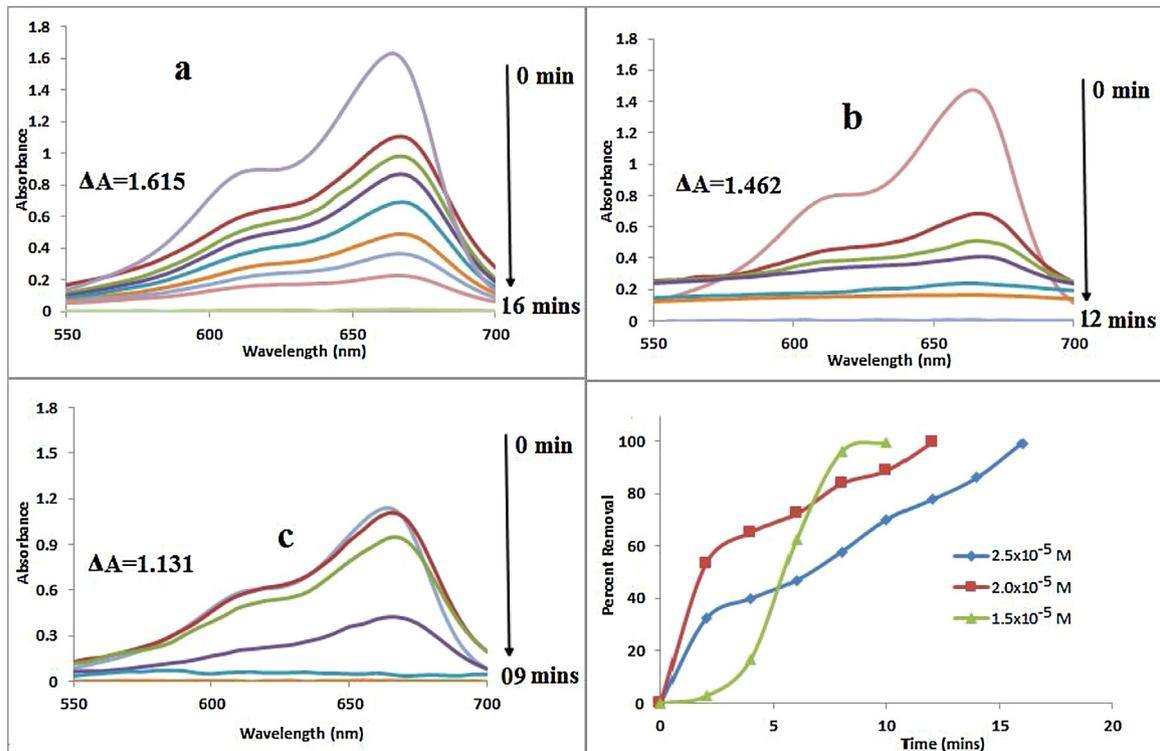 1.8
1.6
1.4
1.2
1
0.8
0.6
0.4
0.2
0
Absorbance
a
ΔA=1.615
0 min
16 mins
550 600 650 700
Wavelength (nm)
1.8
1.6
1.4
1.2
1
0.8
0.6
0.4
0.2
0
Absorbance
b
ΔA=1.462
0 min
12 mins
550 600 650 700
Wavelength (nm)
1.8
1.5
1.2
0.9
0.6
0.3
0
Absorbance
c
ΔA=1.131
0 min
09 mins
550 600 650 700
Wavelength (nm)
100
80
60
40
20
0
Percent Removal
2.5x10⁻⁵ M
2.0x10⁻⁵ M
1.5x10⁻⁵ M
0 5 10 15 20
Time (mins)